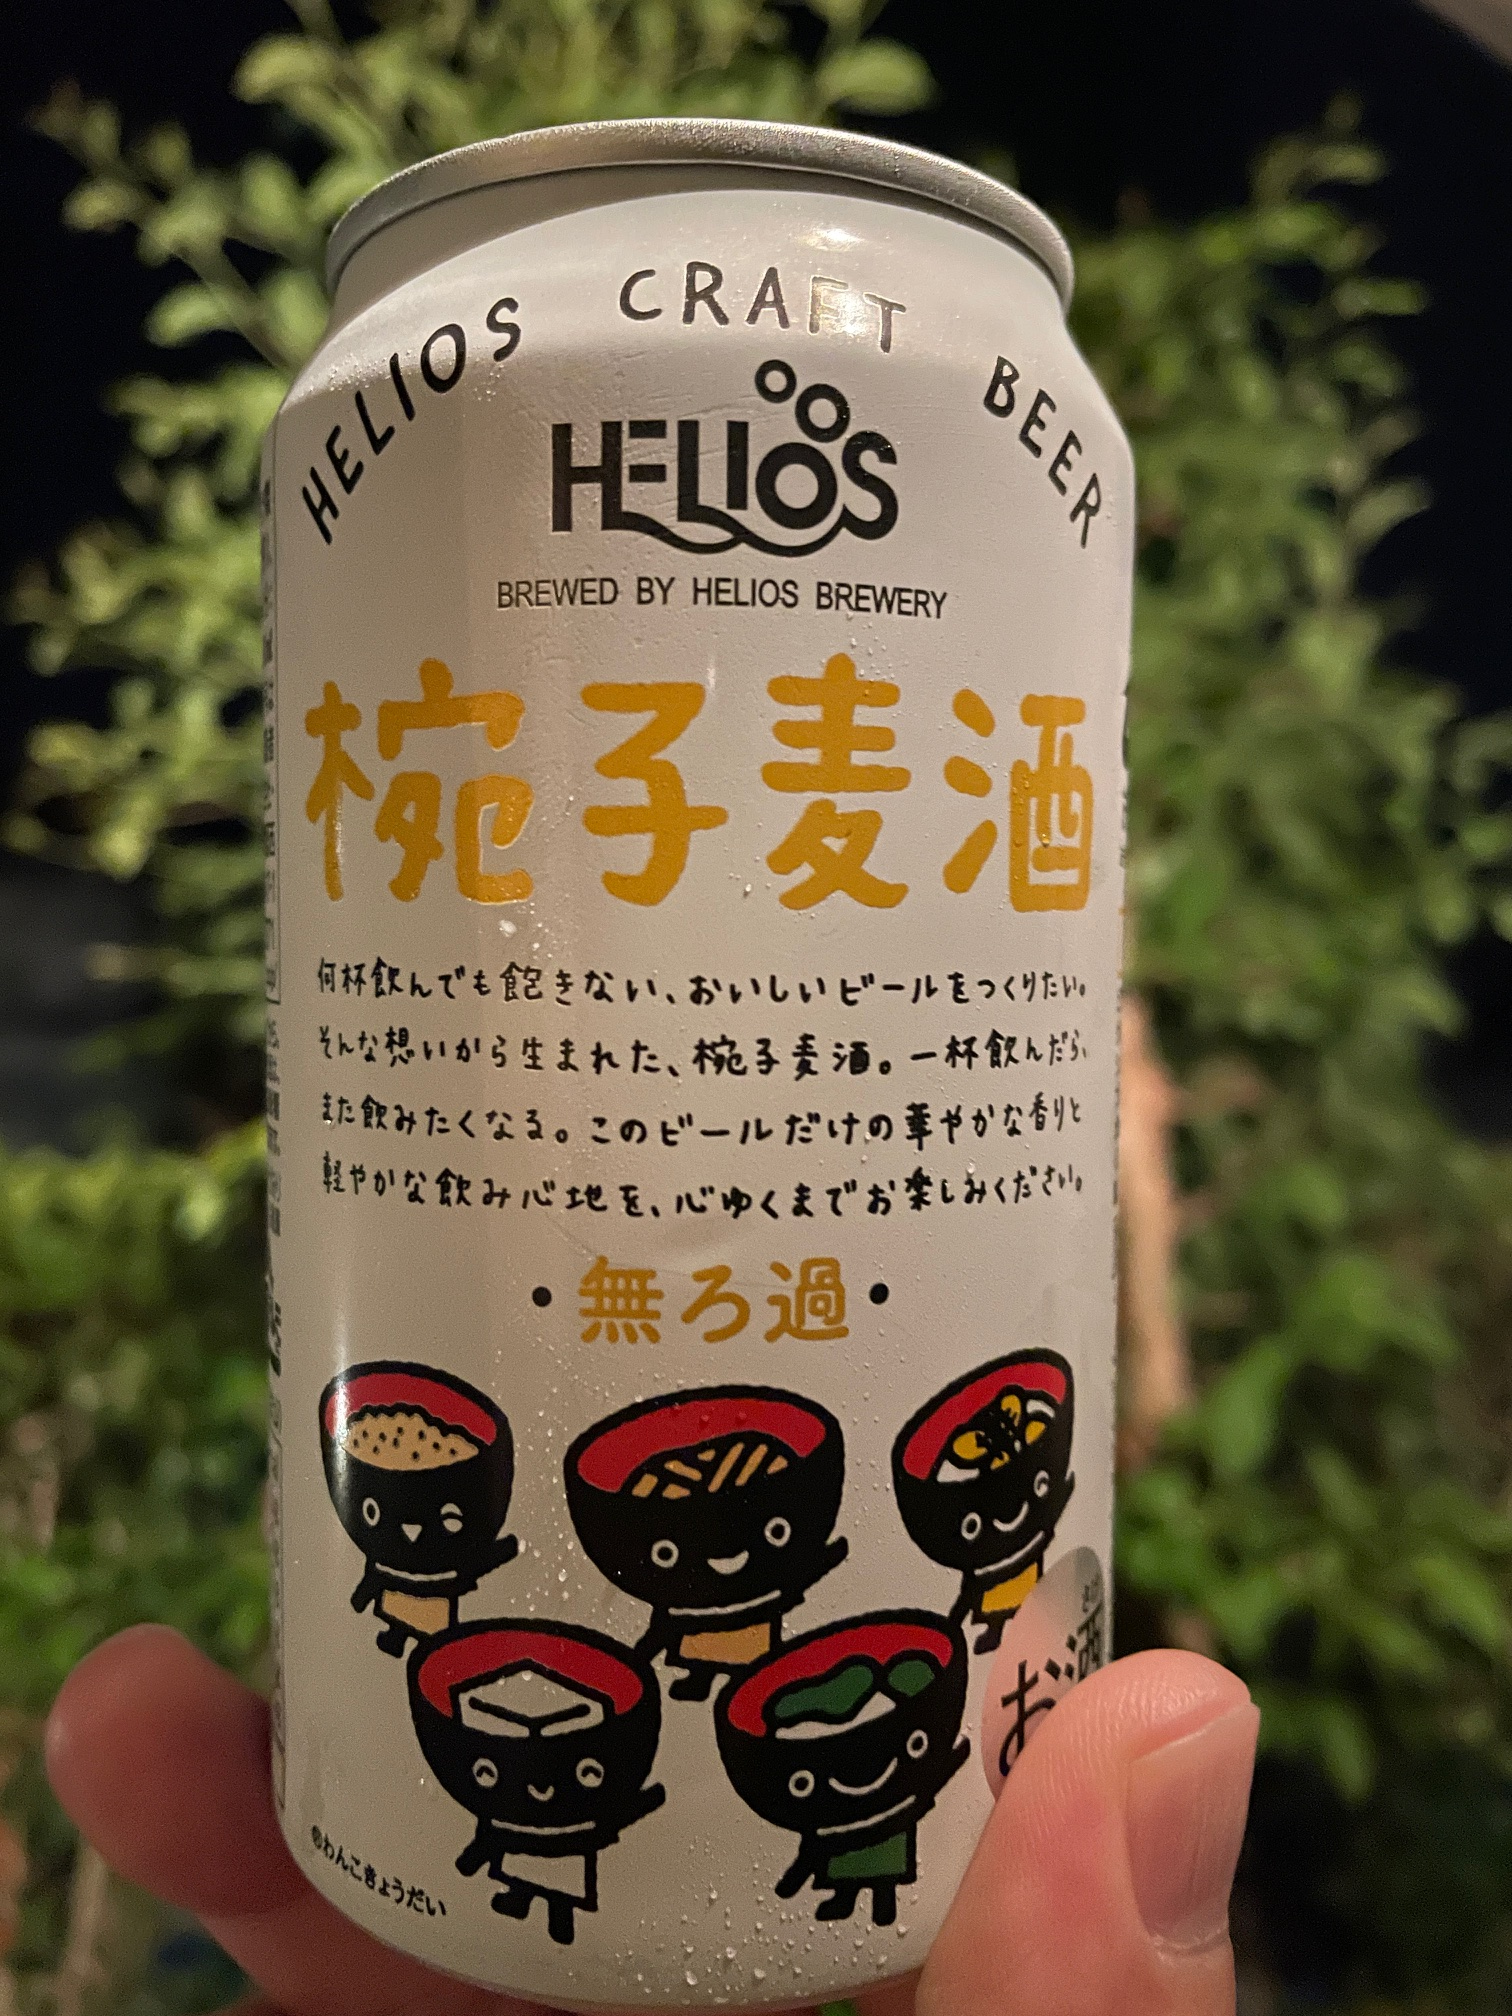 HELIOS CRAFT BEER
HELIOS
BREWED BY HELIOS BREWERY
椀子麦酒
何杯飲んでも飽きない、おいしいビールをつくりたい。
そんな想いから生まれた、椀子麦酒。一杯飲んだら、
また飲みたくなる。このビールだけの華やかな香りと
軽やかな飲み心地を、心ゆくまでお楽しみください。
・無ろ過・
お酒
©わんこきょうだい